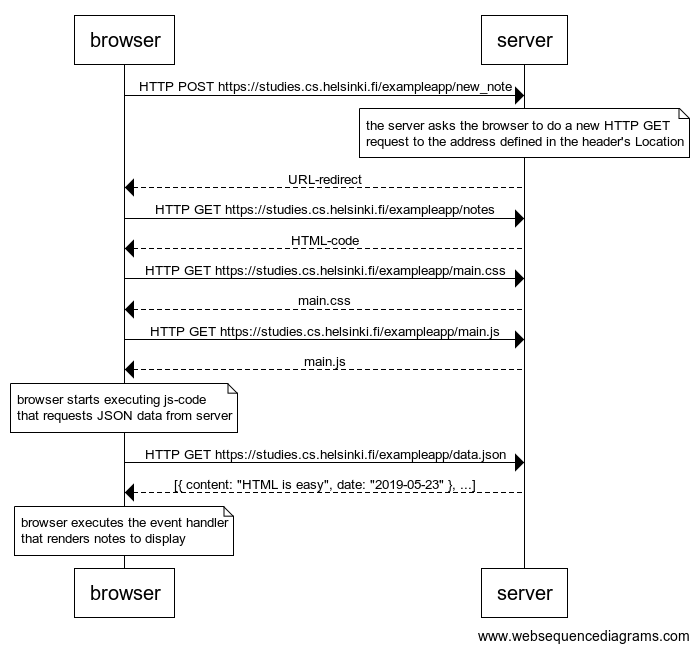 browser
server
HTTP POST https://studies.cs.helsinki.fi/exampleapp/new_note
the server asks the browser to do a new HTTP GET
request to the address defined in the header's Location
URL-redirect
HTTP GET https://studies.cs.helsinki.fi/exampleapp/notes
HTML-code
HTTP GET https://studies.cs.helsinki.fi/exampleapp/main.css
main.css
HTTP GET https://studies.cs.helsinki.fi/exampleapp/main.js
main.js
browser starts executing js-code
that requests JSON data from server
HTTP GET https://studies.cs.helsinki.fi/exampleapp/data.json
[{ content: "HTML is easy", date: "2019-05-23" }, ...]
browser executes the event handler
that renders notes to display
browser
server
www.websequencediagrams.com